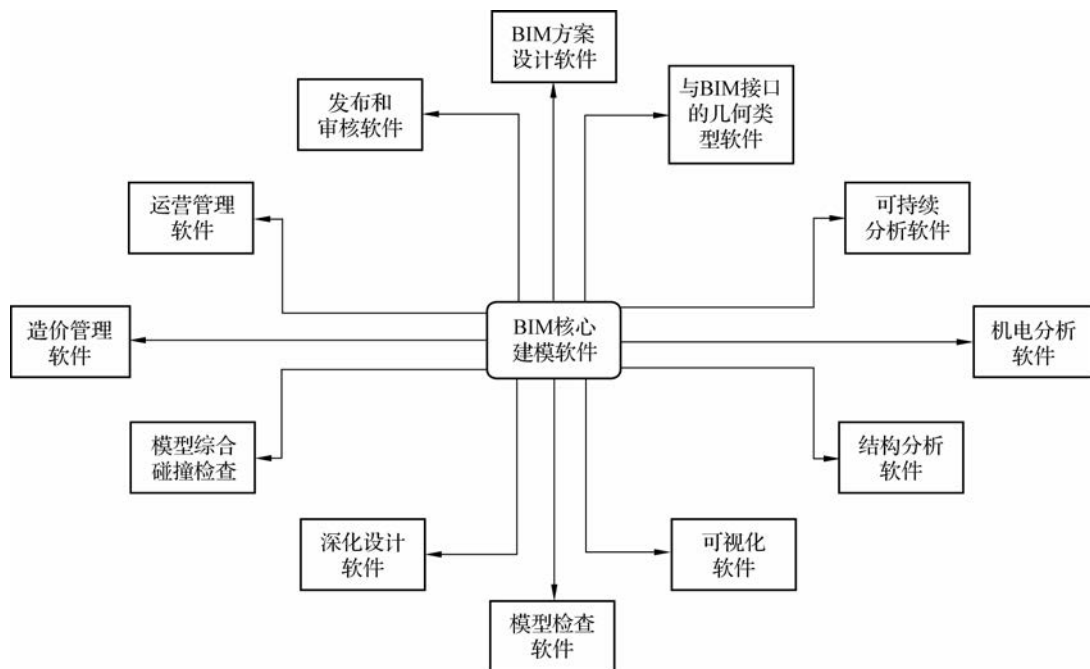 BIM方案
设计软件
与BIM接口
的几何类
型软件
发布和
审核软件
运营管理
软件
可持续
分析软件
造价管理
软件
BIM核心
建模软件
机电分析
软件
模型综合
碰撞检查
结构分析
软件
深化设计
软件
可视化
软件
模型检查
软件